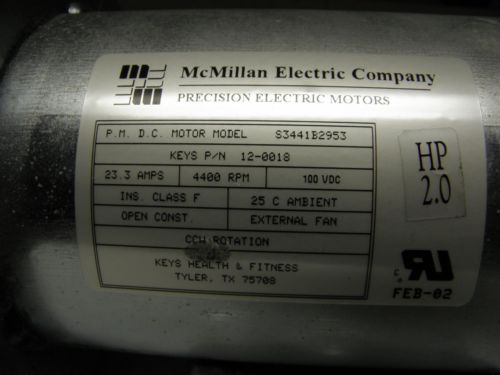 McMillan Electric Company
PRECISION ELECTRIC MOTORS
P.M. D.C. MOTOR MODEL S3441B2953
KEYS P/N 12-0018
23.3 AMPS 4400 RPM 100 VDC
INS. CLASS F 25 C AMBIENT
OPEN CONST. EXTERNAL FAN
CCW ROTATION
KEYS HEALTH & FITNESS
TYLER, TX 75708
HP
2.0
FEB-02